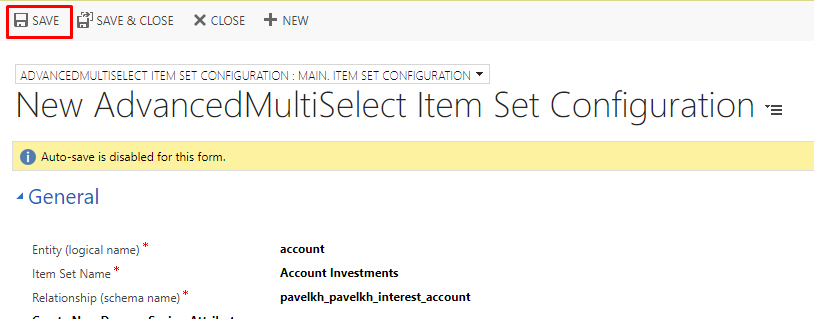 SAVE SAVE & CLOSE CLOSE NEW
ADVANCEDMULTISELECT ITEM SET CONFIGURATION : MAIN. ITEM SET CONFIGURATION
New AdvancedMultiSelect Item Set Configuration
Auto-save is disabled for this form.
General
Entity (logical name) * account
Item Set Name * Account Investments
Relationship (schema name) * pavelkh_pavelkh_interest_account